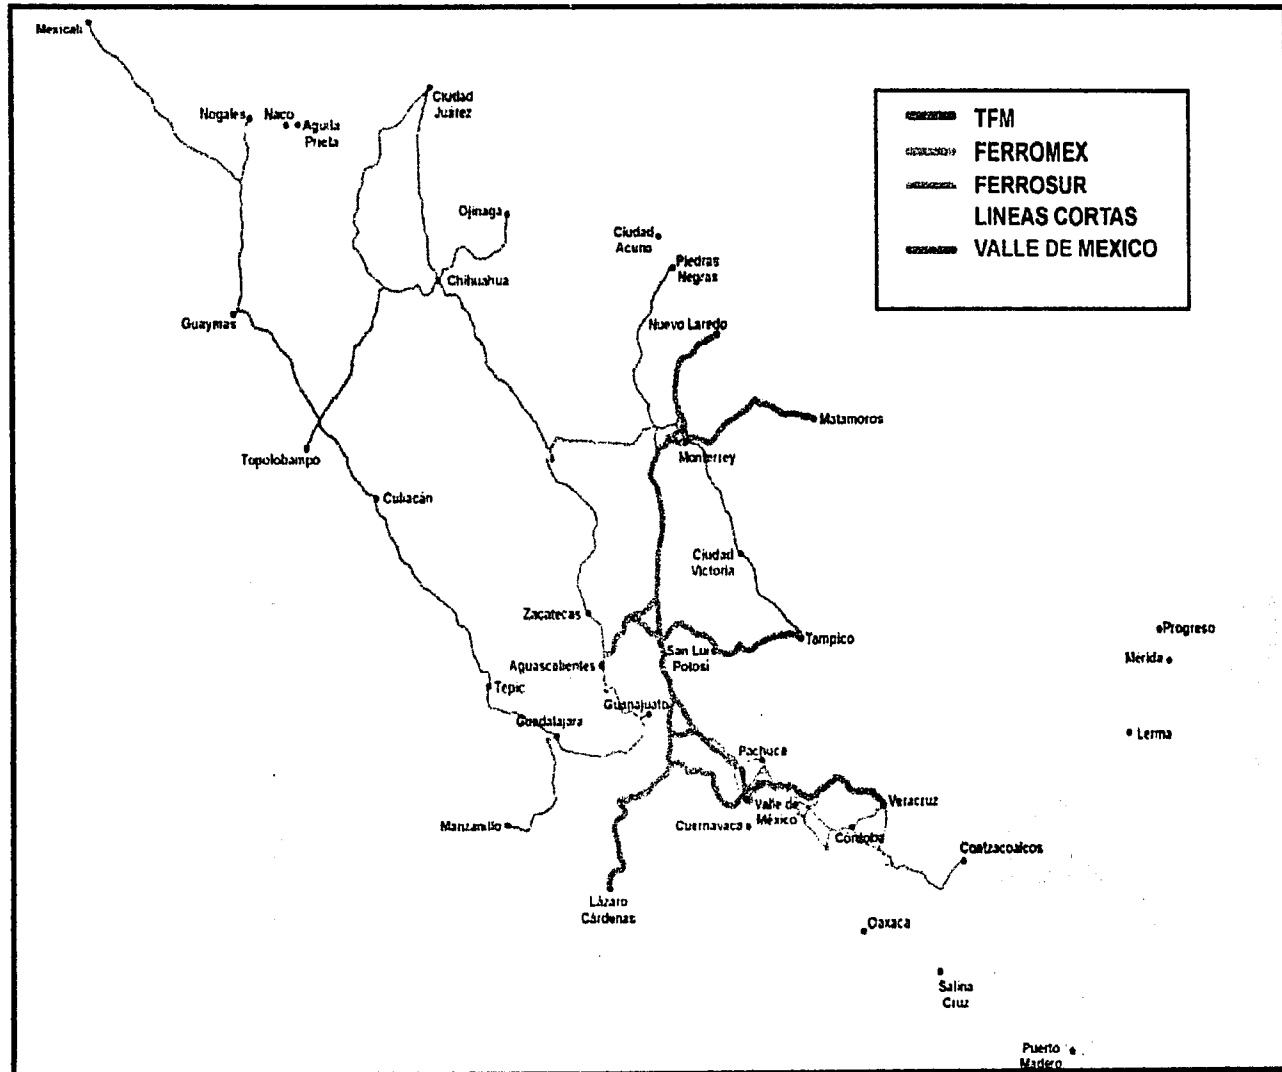 Mexicali
Ciudad
Juárez
Nogales
Naco
Agua
Prieta
TFM
FERROMEX
FERROSUR
LINEAS CORTAS
VALLE DE MEXICO
Ojinaga
Ciudad
Acuno
Piedras
Negras
Chihuahua
Guaymas
Nuevo Laredo
Matamoros
Topolobampo
Monterrey
Culiacán
Ciudad
Victoria
Zacatecas
Tampico
Progreso
San Lui
Potosí
Mérida
Aguascalientes
Tepic
Guanajuato
Guadalajara
Lerma
Pachuca
Manzanillo
Cuernavaca
Valle de
México
Veracruz
Córdoba
Coatzacoalcos
Lázaro
Cárdenas
Oaxaca
Salina
Cruz
Puerto
Madero